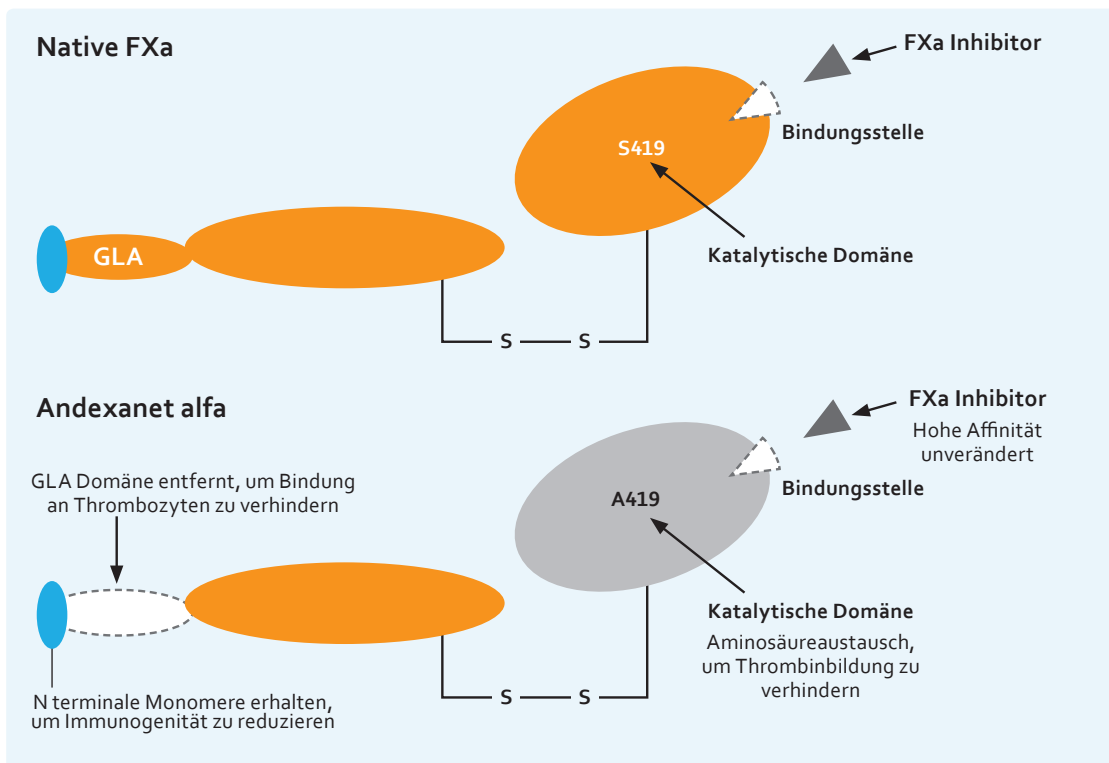 Native FXa
FXa Inhibitor
Bindungsstelle
S419
Katalytische Domäne
GLA
S
S
Andexanet alfa
FXa Inhibitor
Hohe Affinität
unverändert
GLA Domäne entfernt, um Bindung
an Thrombozyten zu verhindern
Bindungsstelle
A419
Katalytische Domäne
Aminosäureaustausch,
um Thrombinbildung zu
verhindern
S
S
N terminale Monomere erhalten,
um Immunogenität zu reduzieren